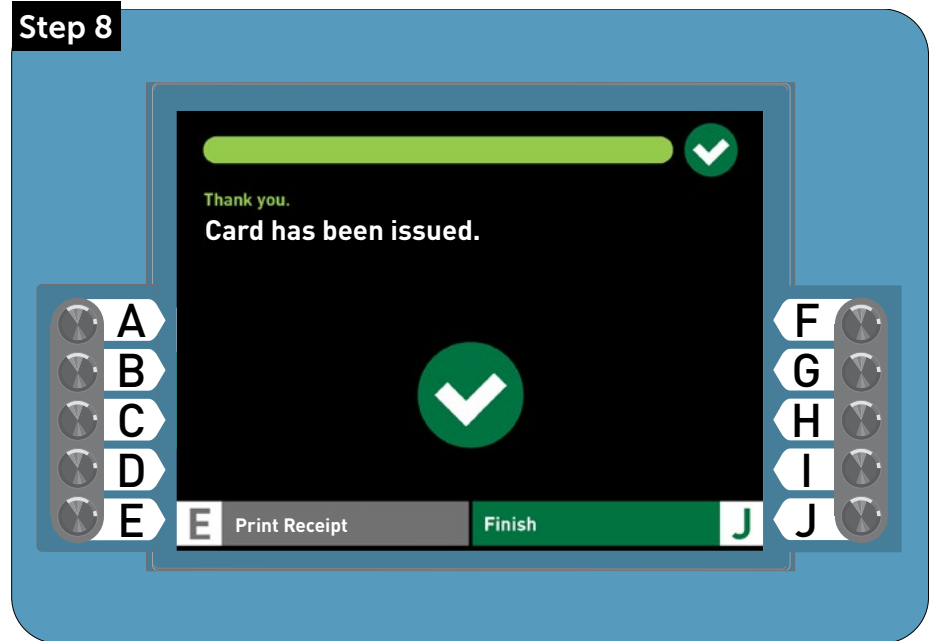 Step 8
Thank you.
Card has been issued.
A
B
C
D
E
F
G
H
I
J
E Print Receipt
Finish J